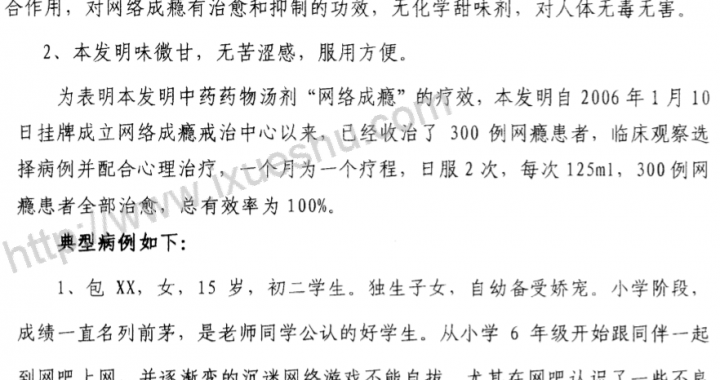 合作用，对网络成瘾有治愈和抑制的功效，无化学甜味剂，对人体无毒无害。
2、本发明味微甘，无苦涩感，服用方便。
为表明本发明中药药物汤剂“网络成瘾”的疗效，本发明自 2006 年 1 月 10
日挂牌成立网络成瘾戒治中心以来，已经收治了 300 例网瘾患者，临床观察选
择病例并配合心理治疗，一个月为一个疗程，日服 2 次，每次 125ml，300 例网
瘾患者全部治愈，总有效率为 100%。
典型病例如下：
1、包 XX，女，15 岁，初二学生。独生子女，自幼备受娇宠。小学阶段，
成绩一直名列前茅，是老师同学公认的好学生。从小学 6 年级开始跟同伴一起
到网吧上网，并逐渐变的沉迷网络游戏不能自拔，尤其在网吧认识了一些不良
http://www.ixueshu.com